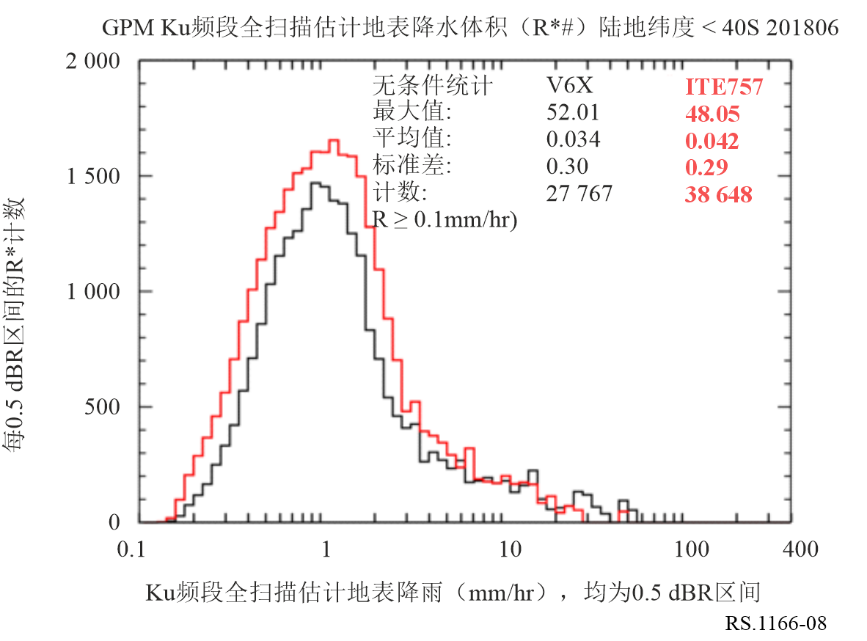 GPM Ku频段全扫描估计地表降水体积（R*#）陆地纬度 < 40S 201806
2 000
1 500
1 000
500
0
每0.5 dBR区间的R*计数
无条件统计 V6X ITE757
最大值: 52.01 48.05
平均值: 0.034 0.042
标准差: 0.30 0.29
计数: 27 767 38 648
R ≥ 0.1mm/hr)
0.1 1 10 100 400
Ku频段全扫描估计地表降雨（mm/hr），均为0.5 dBR区间
RS.1166-08